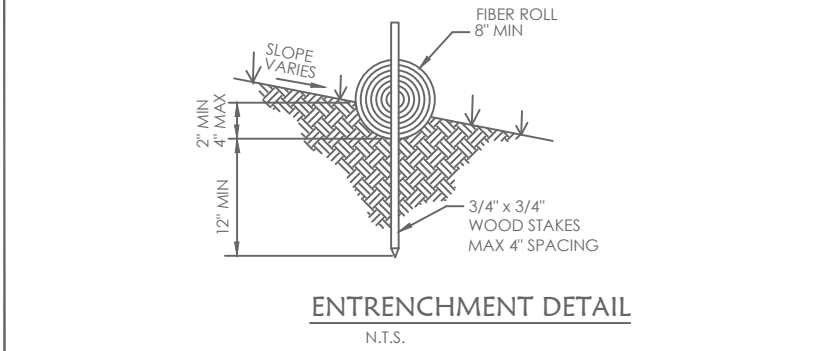 FIBER ROLL
8" MIN
SLOPE
VARIES
2" MIN
4" MAX
12" MIN
3/4" x 3/4"
WOOD STAKES
MAX 4" SPACING
ENTRENCHMENT DETAIL
N.T.S.